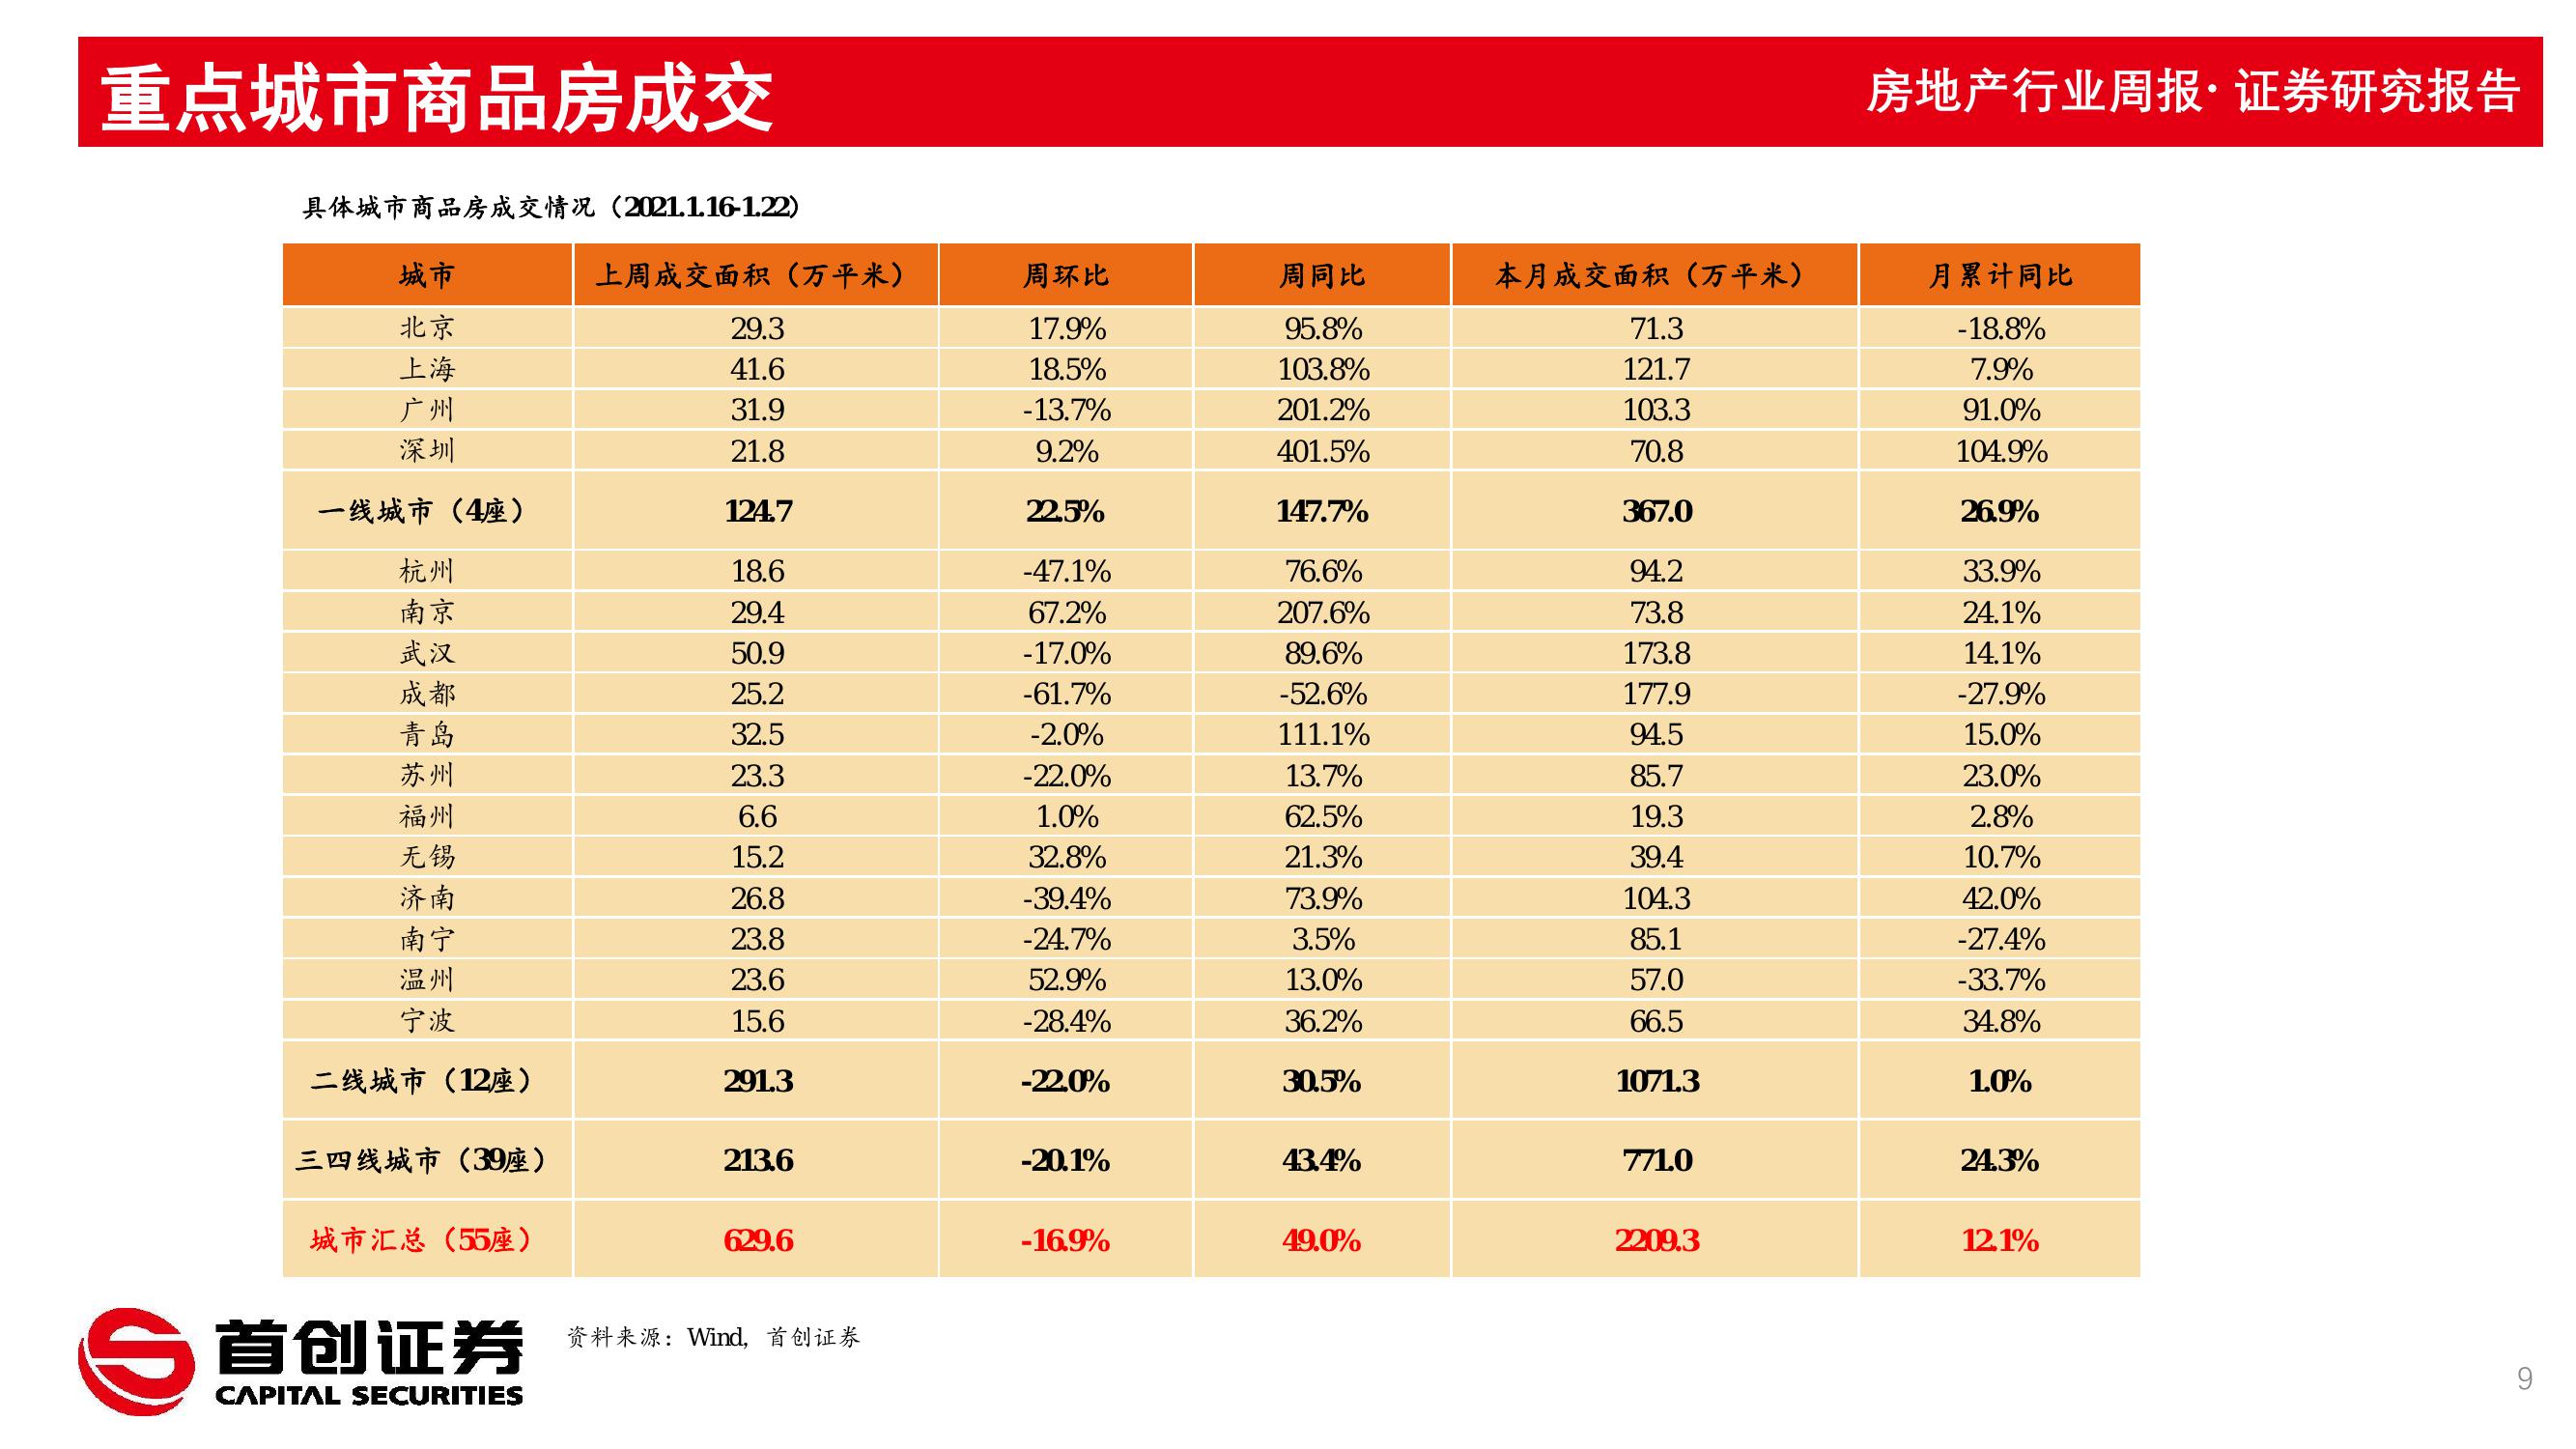 重点城市商品房成交
房地产行业周报· 证券研究报告
具体城市商品房成交情况（2021.1.16-1.22）
城市 上周成交面积（万平米） 周环比 周同比 本月成交面积（万平米） 月累计同比
北京 29.3 17.9% 95.8% 71.3 -18.8%
上海 41.6 18.5% 103.8% 121.7 7.9%
广州 31.9 -13.7% 201.2% 103.3 91.0%
深圳 21.8 9.2% 401.5% 70.8 104.9%
一线城市（4座） 124.7 22.5% 147.7% 367.0 26.9%
杭州 18.6 -47.1% 76.6% 94.2 33.9%
南京 29.4 67.2% 207.6% 73.8 24.1%
武汉 50.9 -17.0% 89.6% 173.8 14.1%
成都 25.2 -61.7% -52.6% 177.9 -27.9%
青岛 32.5 -2.0% 111.1% 94.5 15.0%
苏州 23.3 -22.0% 13.7% 85.7 23.0%
福州 6.6 1.0% 62.5% 19.3 2.8%
无锡 15.2 32.8% 21.3% 39.4 10.7%
济南 26.8 -39.4% 73.9% 104.3 42.0%
南宁 23.8 -24.7% 3.5% 85.1 -27.4%
温州 23.6 52.9% 13.0% 57.0 -33.7%
宁波 15.6 -28.4% 36.2% 66.5 34.8%
二线城市（12座） 291.3 -22.0% 30.5% 1071.3 1.0%
三四线城市（39座） 213.6 -20.1% 43.4% 771.0 24.3%
城市汇总（55座） 629.6 -16.9% 49.0% 2209.3 12.1%
首创证券
CAPITAL SECURITIES
资料来源：Wind，首创证券
9